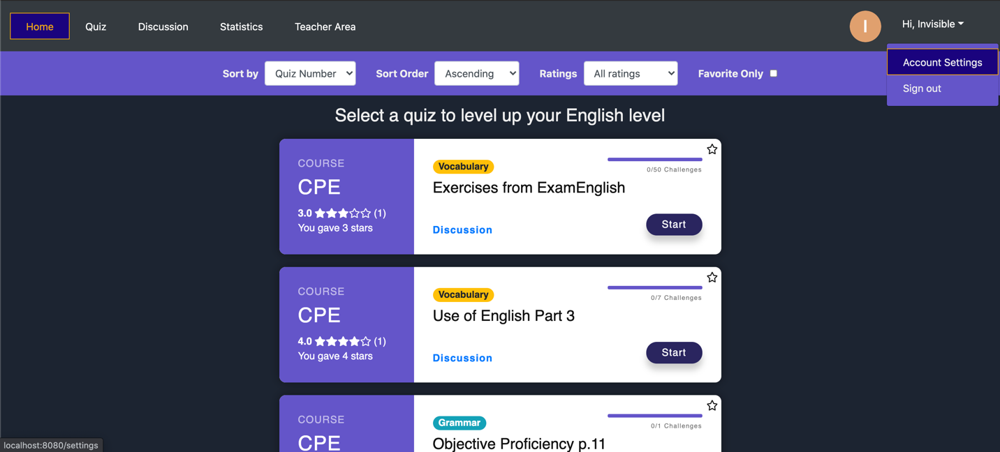 Home Quiz Discussion Statistics Teacher Area I Hi, Invisible
Account Settings
Sign out
Sort by Quiz Number Sort Order Ascending Ratings All ratings Favorite Only
Select a quiz to level up your English level
COURSE
CPE
3.0 (1)
You gave 3 stars
Vocabulary
0/50 Challenges
Exercises from ExamEnglish
Discussion
Start
COURSE
CPE
4.0 (1)
You gave 4 stars
Vocabulary
0/7 Challenges
Use of English Part 3
Discussion
Start
COURSE
CPE
Grammar
0/1 Challenges
Objective Proficiency p.11
localhost:8080/settings